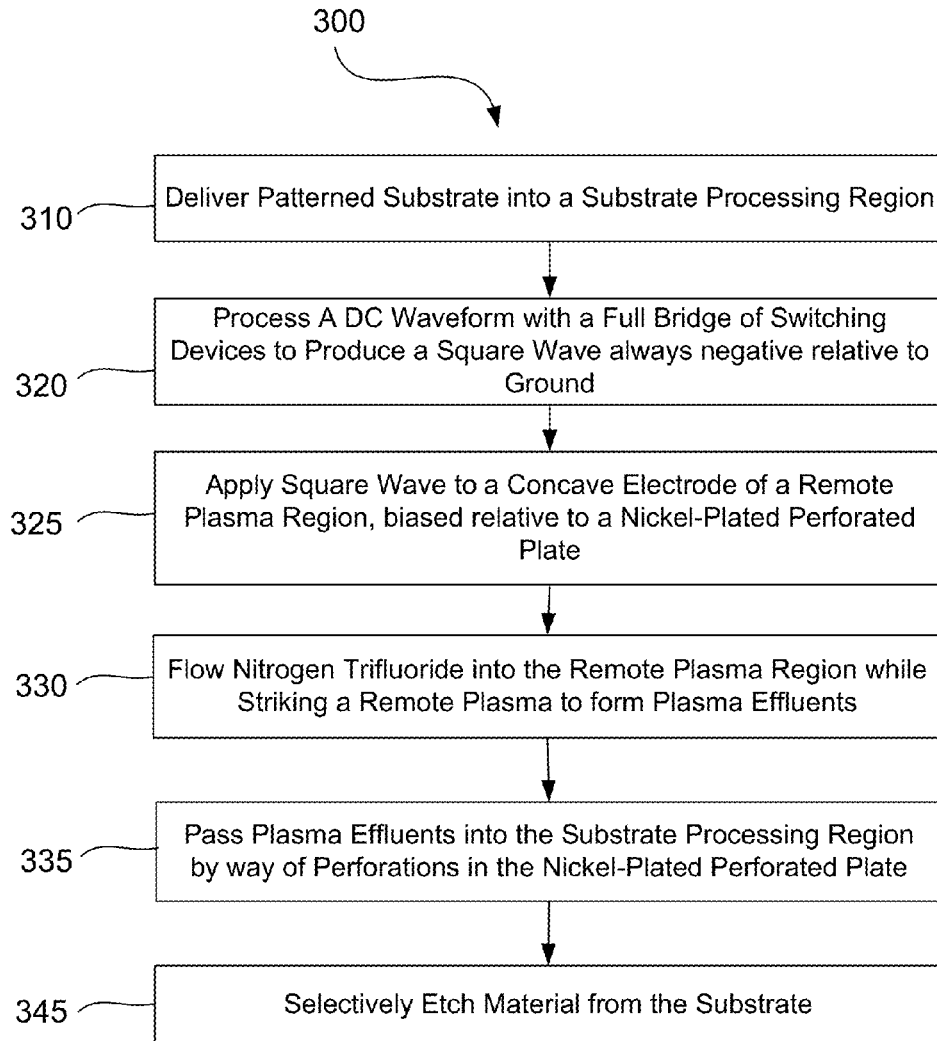 300
310
Deliver Patterned Substrate into a Substrate Processing Region
320
Process A DC Waveform with a Full Bridge of Switching
Devices to Produce a Square Wave always negative relative to
Ground
325
Apply Square Wave to a Concave Electrode of a Remote
Plasma Region, biased relative to a Nickel-Plated Perforated
Plate
330
Flow Nitrogen Trifluoride into the Remote Plasma Region while
Striking a Remote Plasma to form Plasma Effluents
335
Pass Plasma Effluents into the Substrate Processing Region
by way of Perforations in the Nickel-Plated Perforated Plate
345
Selectively Etch Material from the Substrate